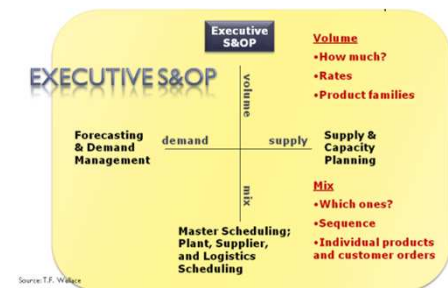 Executive
S&OP
EXECUTIVE S&OP
Volume
•How much?
•Rates
•Product families
volume
Forecasting
& Demand
Management
demand
supply
Supply &
Capacity
Planning
mix
Mix
•Which ones?
•Sequence
•Individual products
and customer orders
Master Scheduling;
Plant, Supplier,
and Logistics
Scheduling
Source: T.F. Wallace